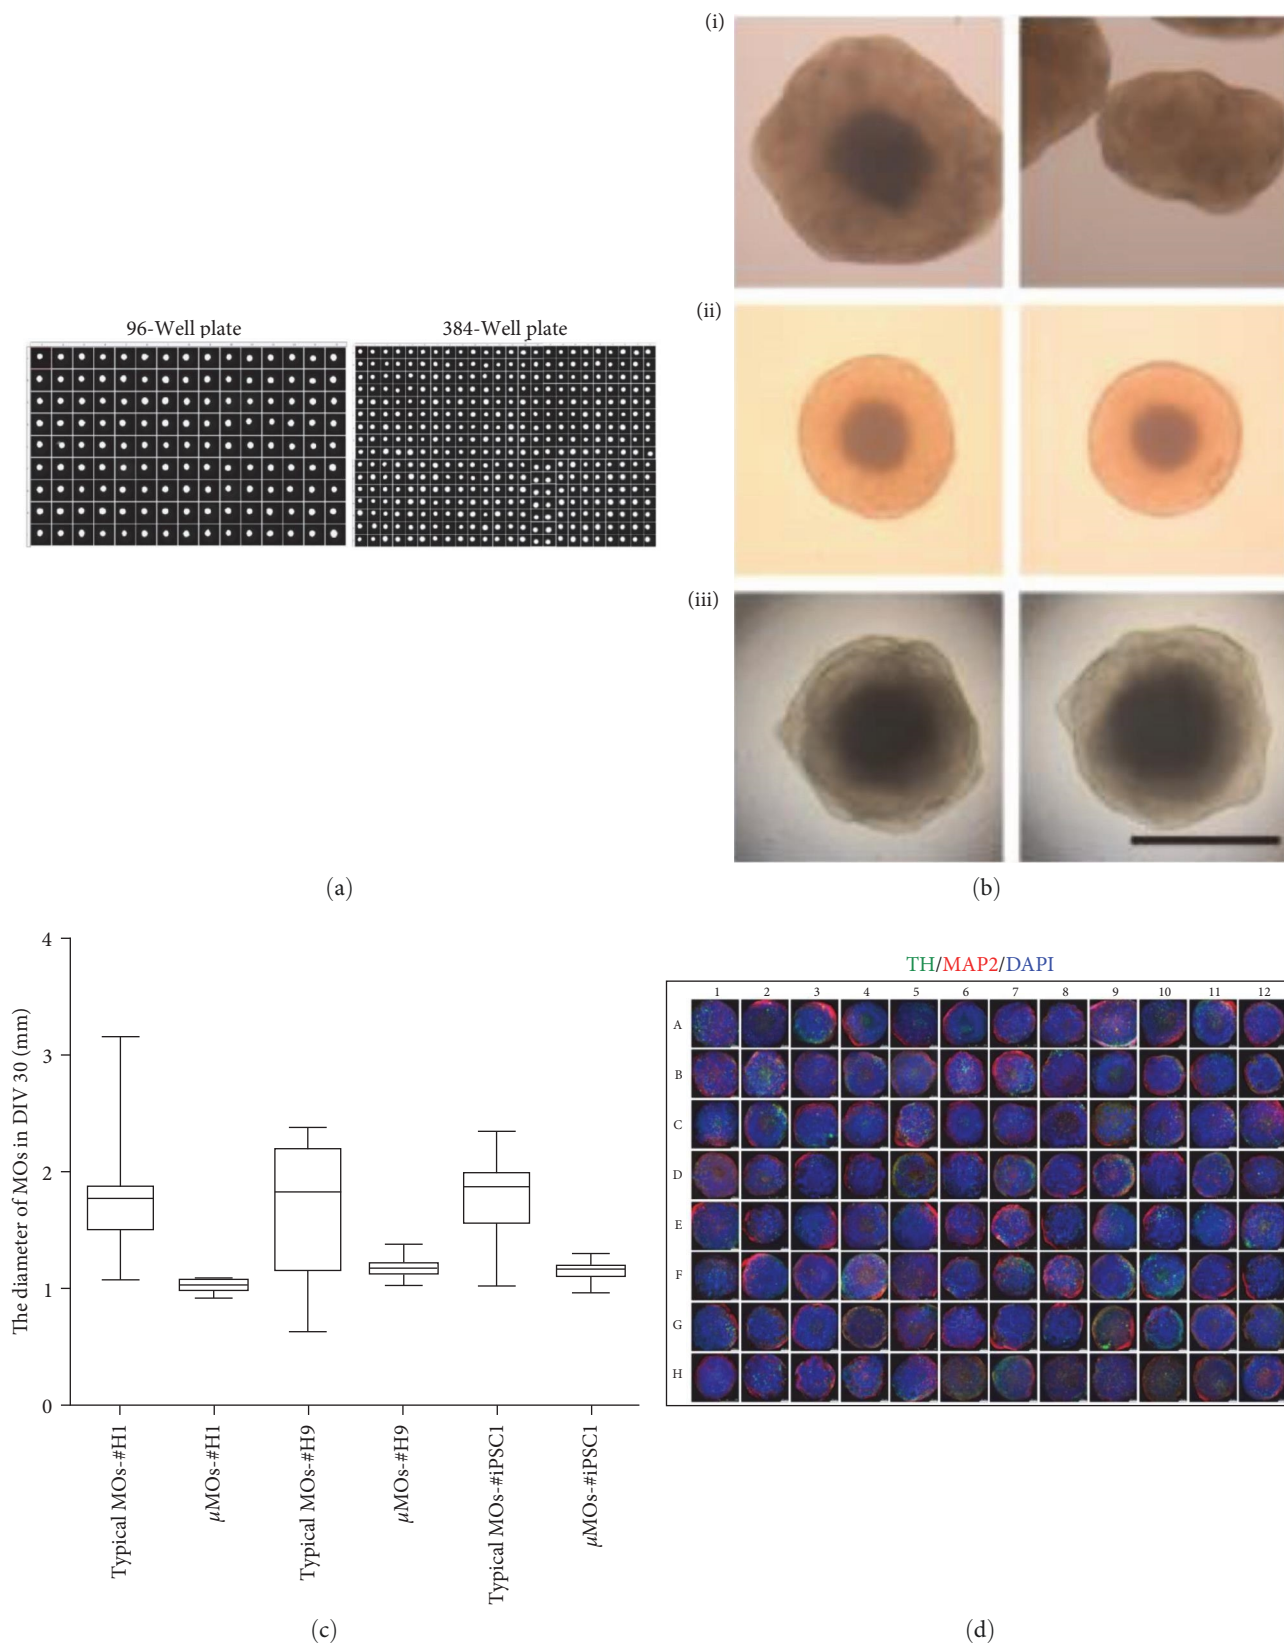 (i)
(ii)
(iii)
96-Well plate
384-Well plate
(a)
(b)
The diameter of MOs in DIV 30 (mm)
4
3
2
1
0
Typical MOs-#H1
μMOs-#H1
Typical MOs-#H9
μMOs-#H9
Typical MOs-#iPSC1
μMOs-#iPSC1
(c)
TH/MAP2/DAPI
1 2 3 4 5 6 7 8 9 10 11 12
A
B
C
D
E
F
G
H
(d)